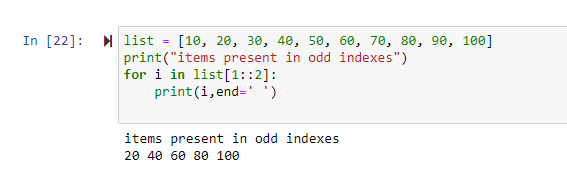 In [22]:
list = [10, 20, 30, 40, 50, 60, 70, 80, 90, 100]
print("items present in odd indexes")
for i in list[1::2]:
    print(i,end=' ')
items present in odd indexes
20 40 60 80 100